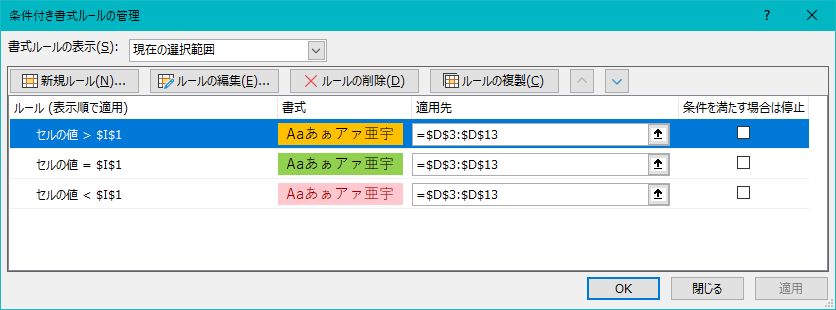 条件付き書式ルールの管理
書式ルールの表示(S): 現在の選択範囲
新規ルール(N)... ルールの編集(E)... ルールの削除(D) ルールの複製(C)
ルール (表示順で適用) 書式 適用先 条件を満たす場合は停止
セルの値 > $I$1 Aaあぁアァ亜宇 =$D$3:$D$13
セルの値 = $I$1 Aaあぁアァ亜宇 =$D$3:$D$13
セルの値 < $I$1 Aaあぁアァ亜宇 =$D$3:$D$13
OK 閉じる 適用